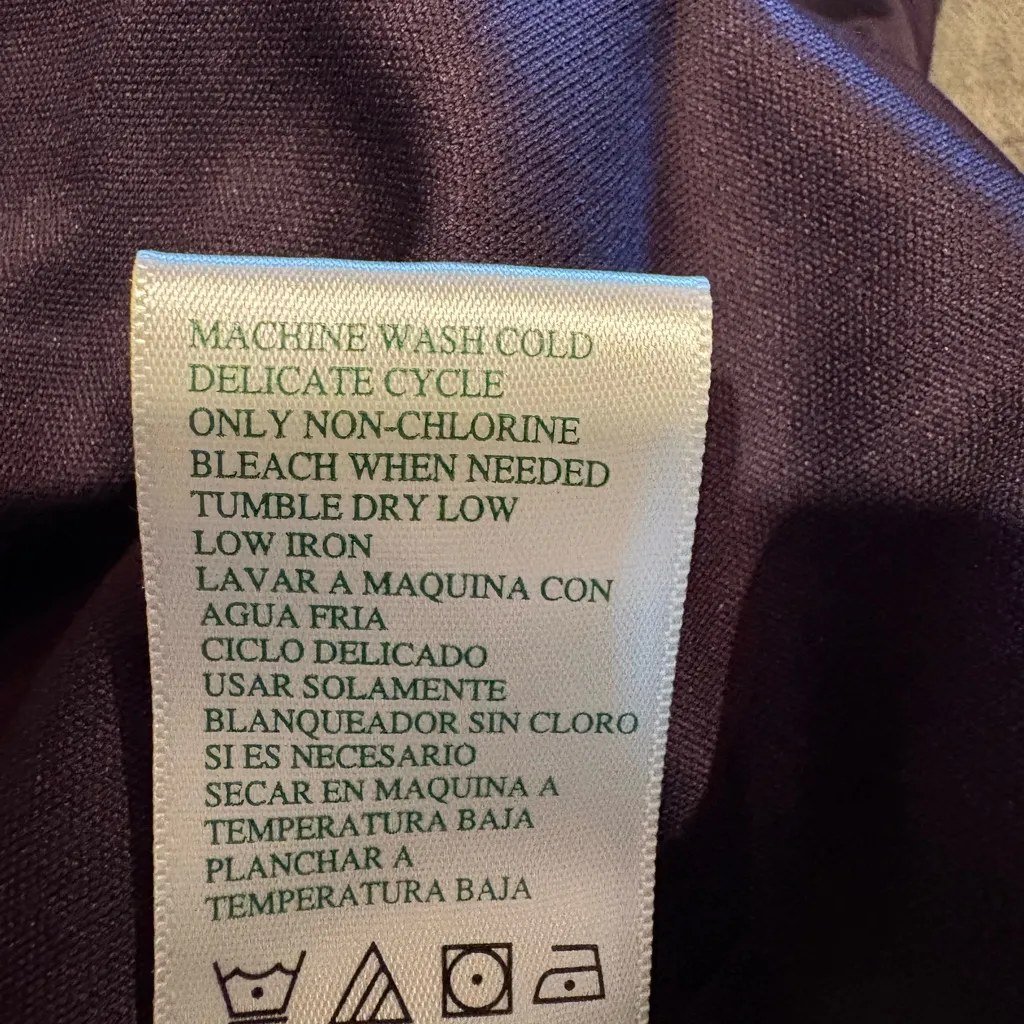 MACHINE WASH COLD
DELICATE CYCLE
ONLY NON-CHLORINE
BLEACH WHEN NEEDED
TUMBLE DRY LOW
LOW IRON
LAVAR A MAQUINA CON
AGUA FRIA
CICLO DELICADO
USAR SOLAMENTE
BLANQUEADOR SIN CLORO
SI ES NECESARIO
SECAR EN MAQUINA A
TEMPERATURA BAJA
PLANCHAR A
TEMPERATURA BAJA